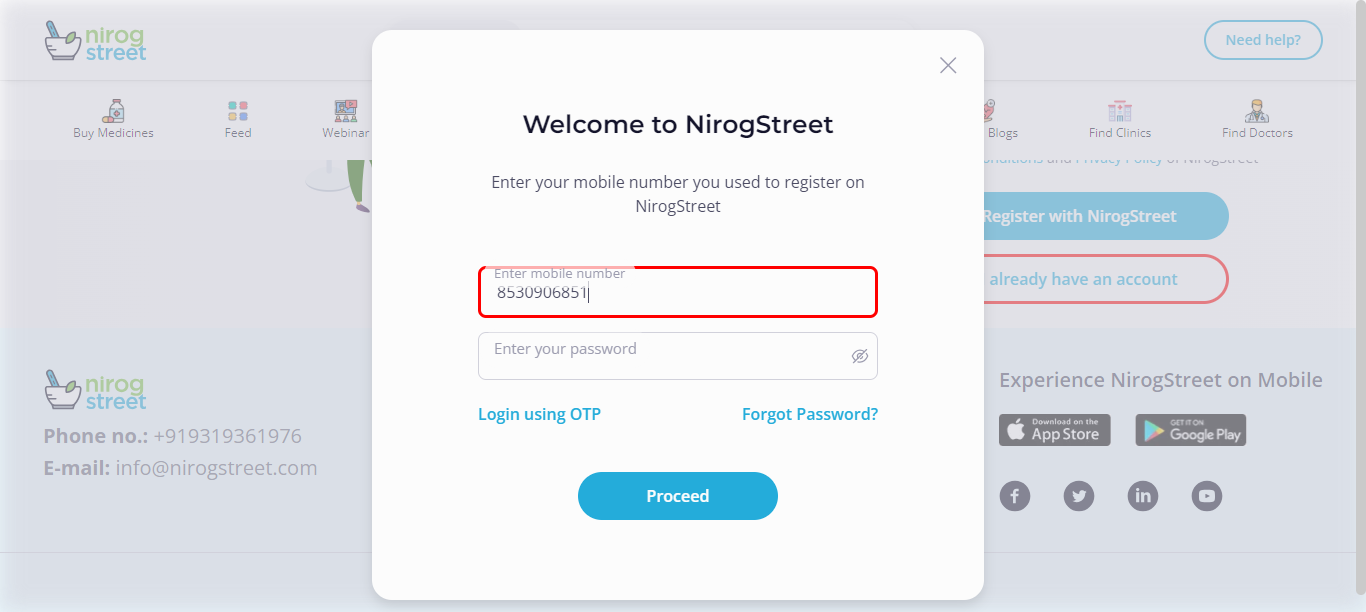 nirog
street
Need help?
Buy Medicines
Feed
Webinar
Blogs
Find Clinics
Find Doctors
Welcome to NirogStreet
Enter your mobile number you used to register on
NirogStreet
Enter mobile number
8530906851
Enter your password
Login using OTP
Forgot Password?
Proceed
and Privacy Policy of NirogStreet
Register with NirogStreet
already have an account
nirog
street
Phone no.: +919319361976
E-mail: info@nirogstreet.com
Experience NirogStreet on Mobile
Download on the
App Store
GET IT ON
Google Play